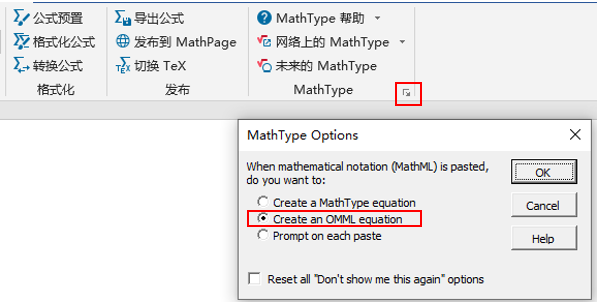 公式预置
导出公式
MathType 帮助
格式化公式
发布到 MathPage
网络上的 MathType
转换公式
TEX 切换 TeX
未来的 MathType
格式化
发布
MathType
MathType Options
When mathematical notation (MathML) is pasted,
do you want to:
OK
Create a MathType equation
Cancel
Create an OMML equation
Prompt on each paste
Help
Reset all "Don't show me this again" options